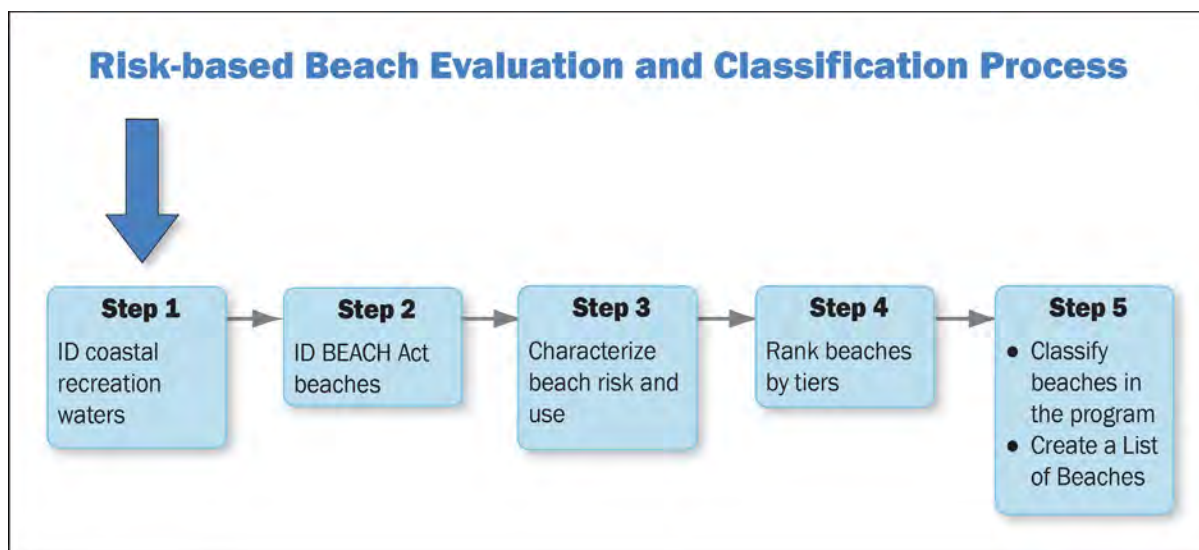 Risk-based Beach Evaluation and Classification Process
Step 1
ID coastal
recreation
waters
Step 2
ID BEACH Act
beaches
Step 3
Characterize
beach risk and
use
Step 4
Rank beaches
by tiers
Step 5
● Classify
beaches in
the program
● Create a List
of Beaches